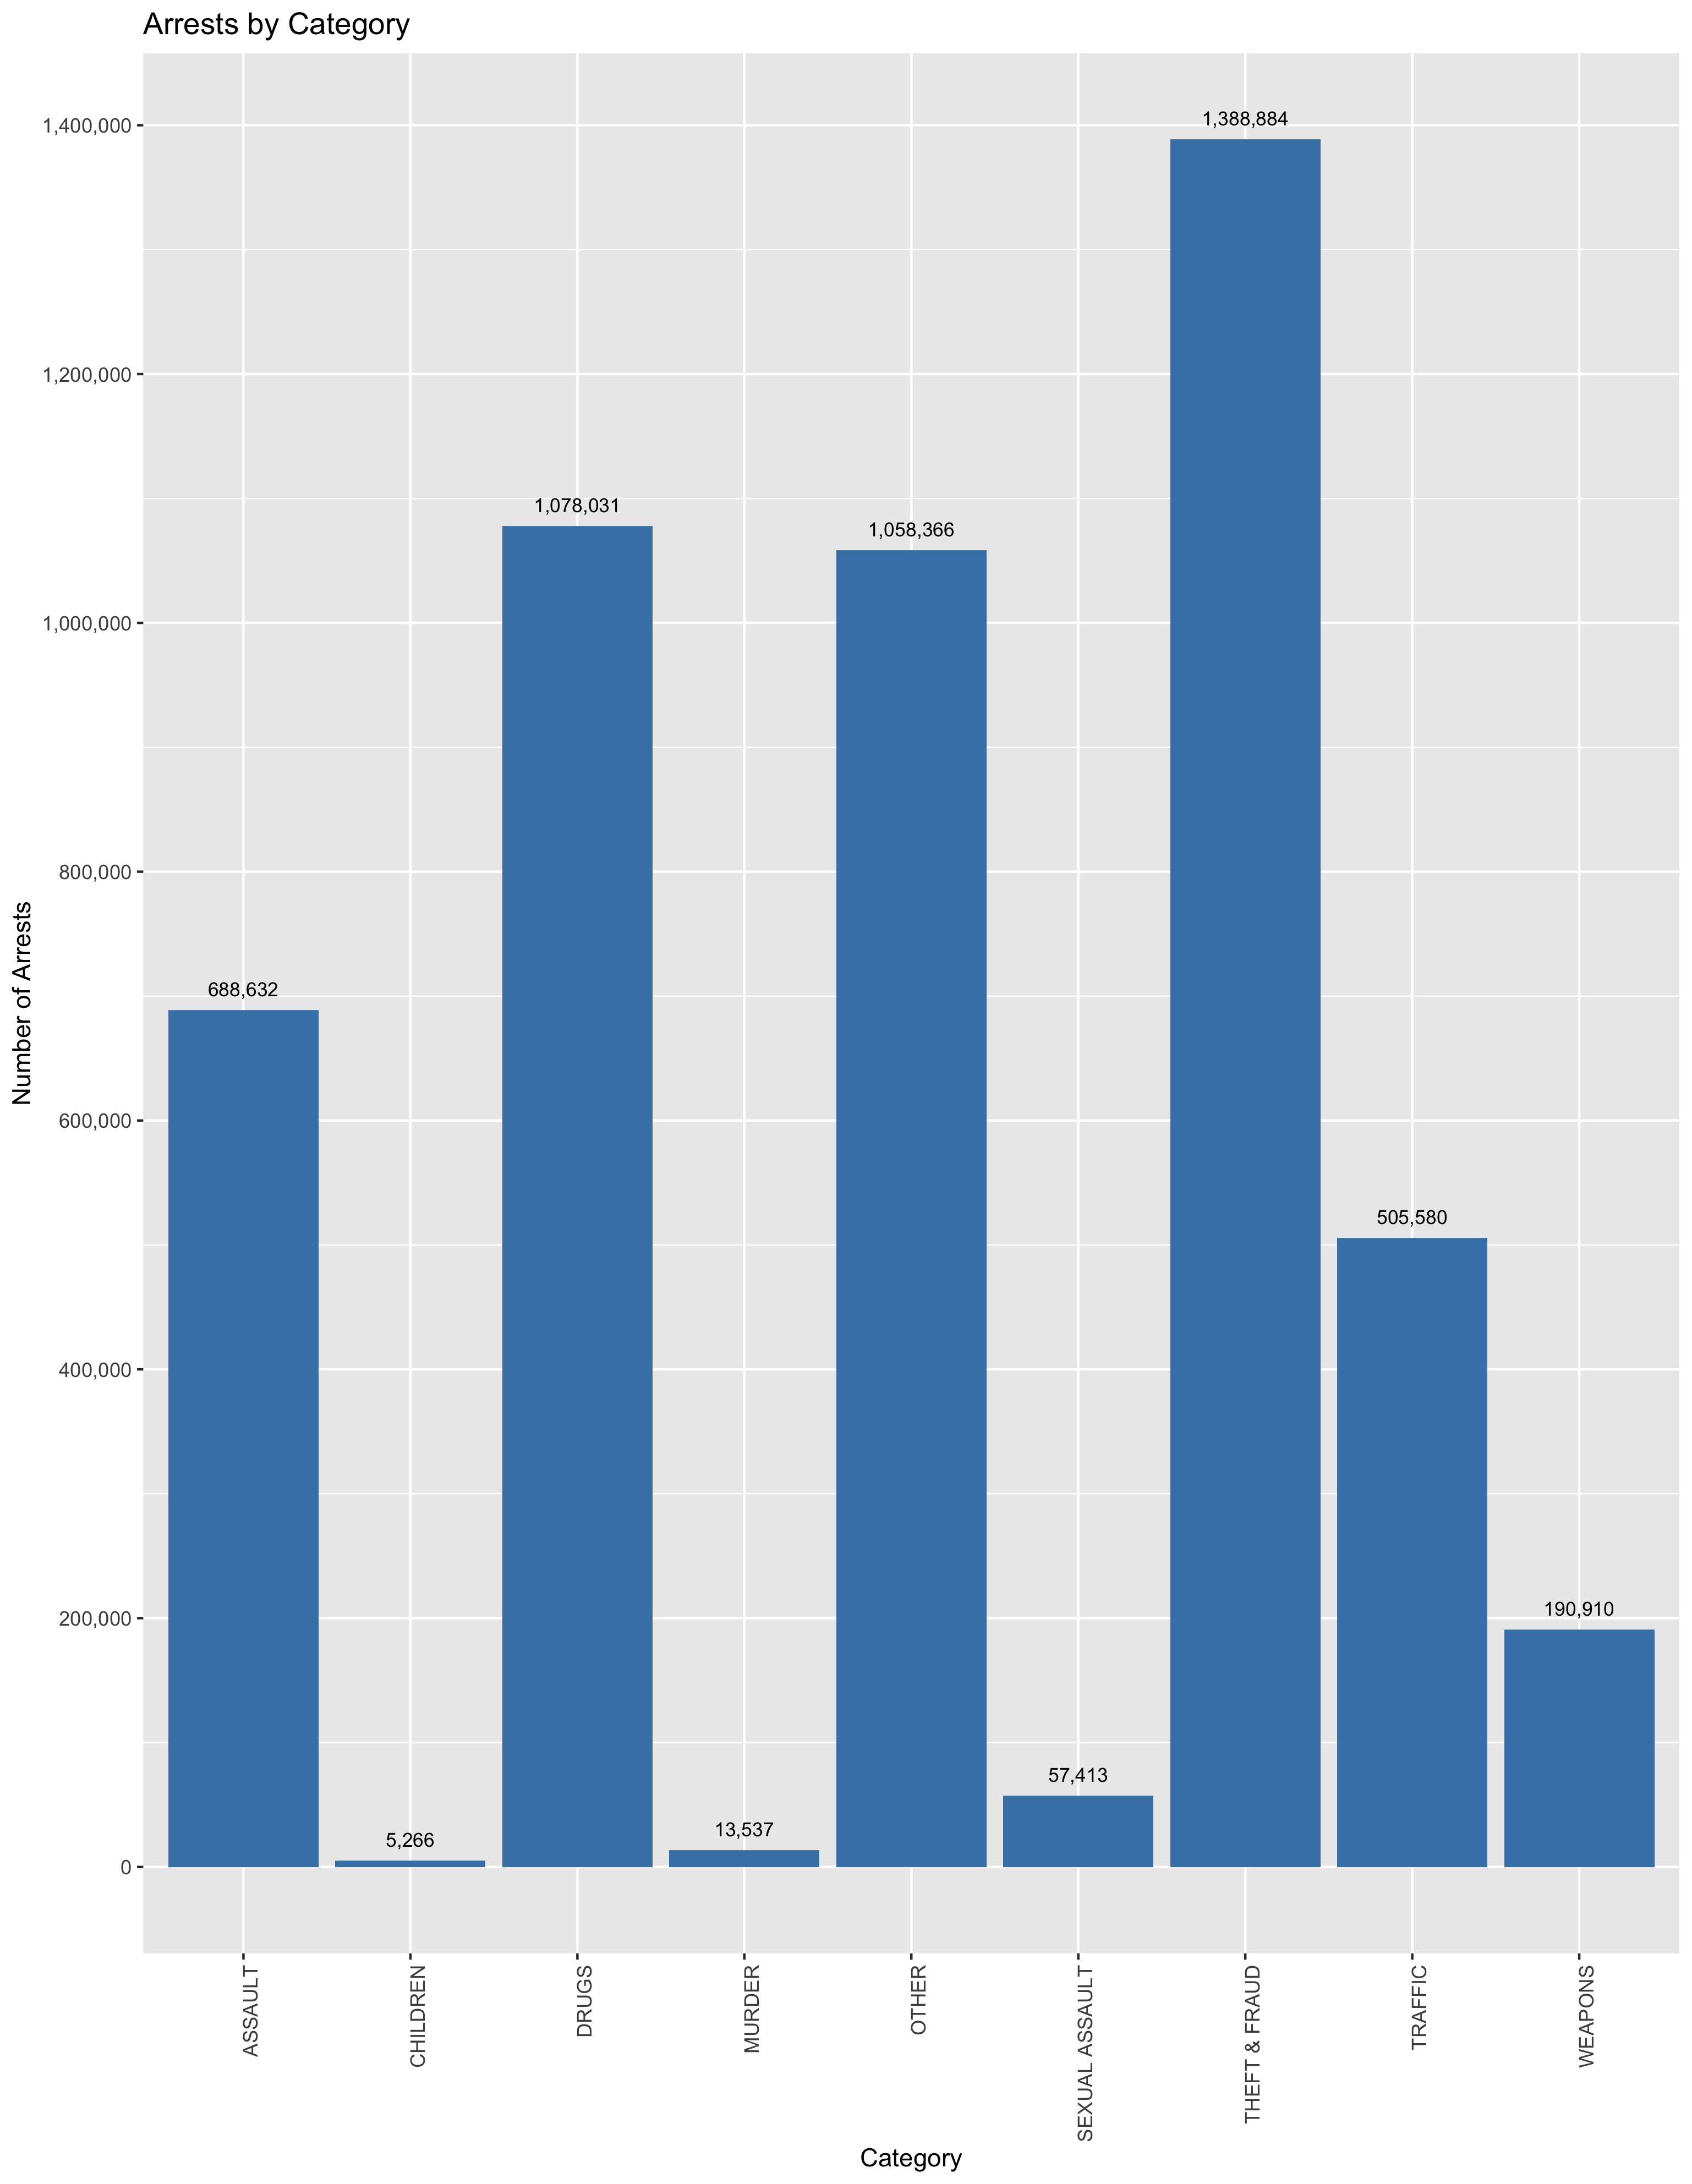 Arrests by Category
Number of Arrests
1,400,000
1,200,000
1,000,000
800,000
600,000
400,000
200,000
0
688,632
5,266
1,078,031
13,537
1,058,366
57,413
1,388,884
505,580
190,910
ASSAULT
CHILDREN
DRUGS
MURDER
OTHER
SEXUAL ASSAULT
THEFT & FRAUD
TRAFFIC
WEAPONS
Category